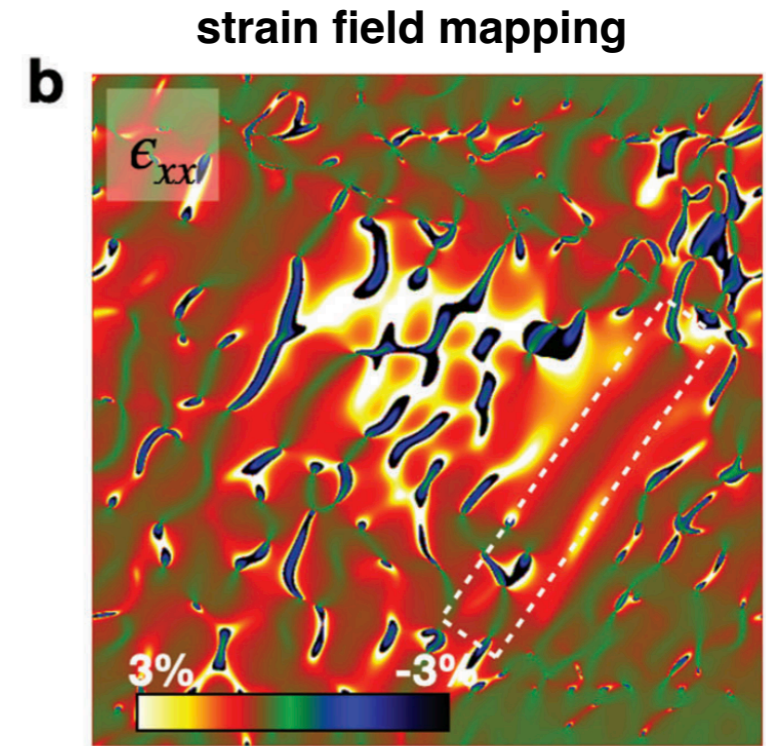 strain field mapping
b
ϵxx
3% -3%